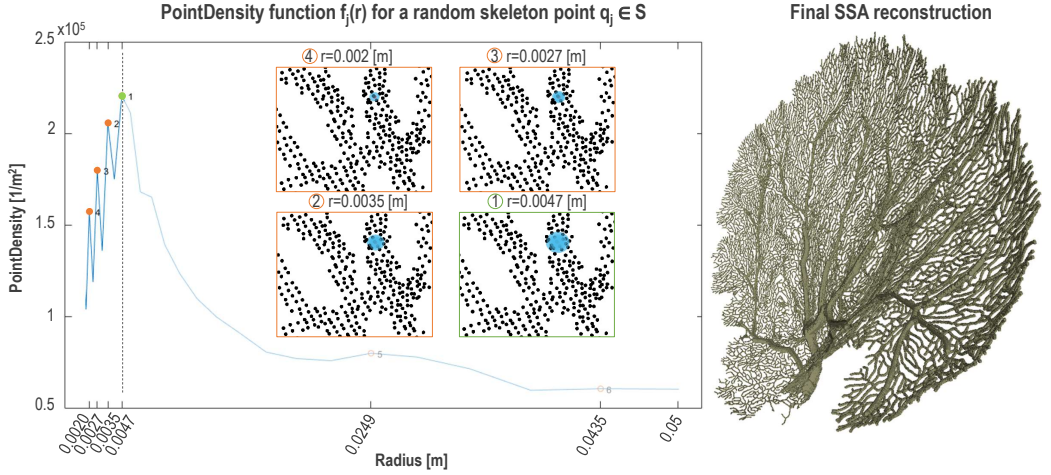 PointDensity function f_j(r) for a random skeleton point q_j ∈ S
Final SSA reconstruction
2.5 x10⁵
2
1.5
1
0.5
PointDensity [1/m²]
1
2
3
4
5
6
④ r=0.002 [m]
③ r=0.0027 [m]
② r=0.0035 [m]
① r=0.0047 [m]
0.0020
0.0027
0.0035
0.0047
0.0249
0.0435
0.05
Radius [m]